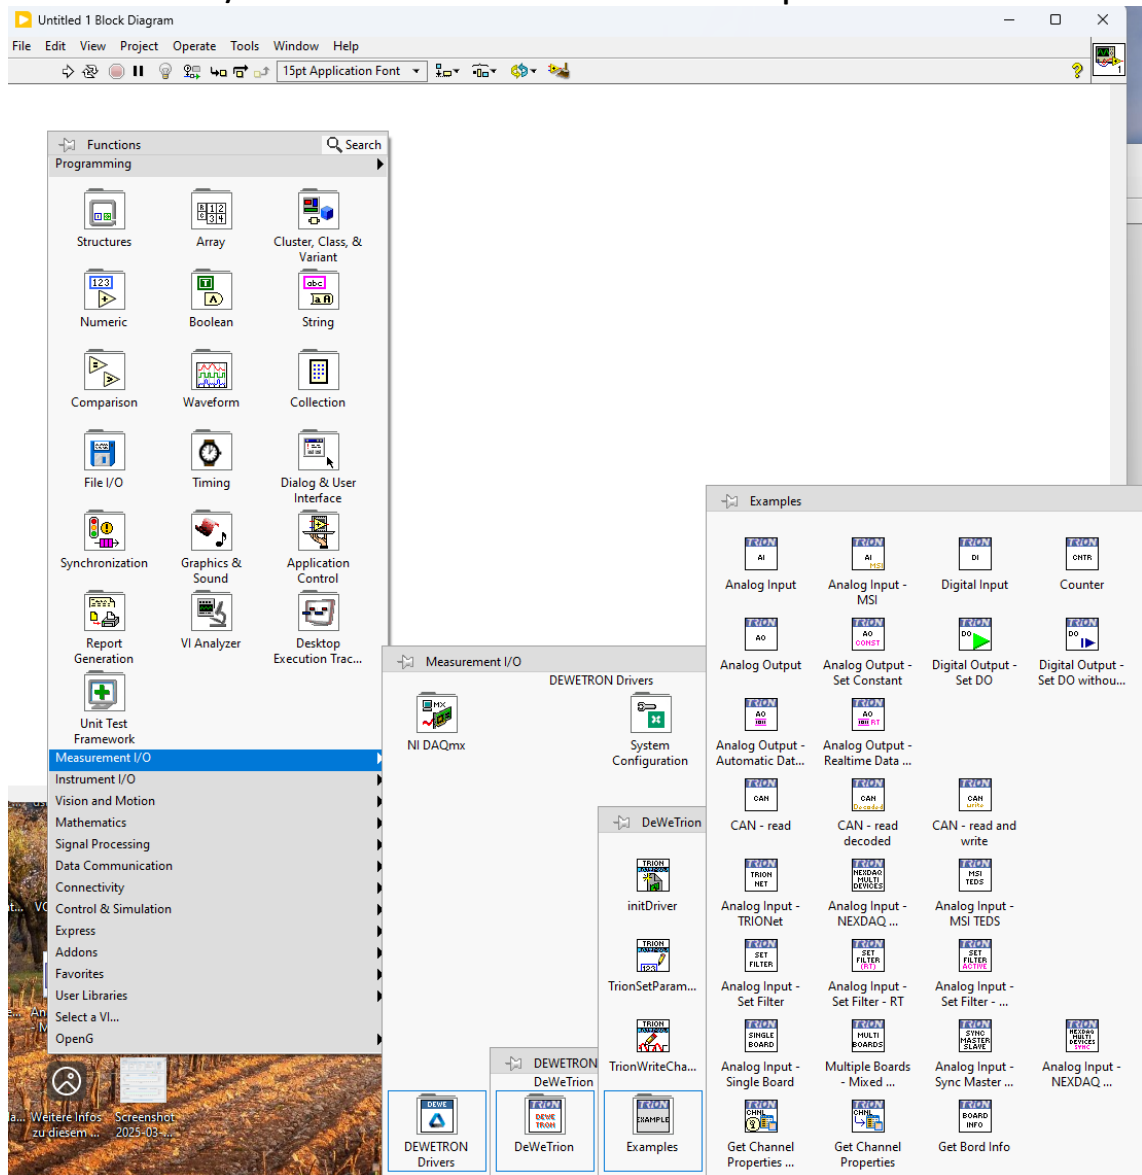 Untitled 1 Block Diagram
File Edit View Project Operate Tools Window Help
15pt Application Font
1
Functions
Search
Programming
Structures
Array
Cluster, Class, &
Variant
Numeric
Boolean
String
Comparison
Waveform
Collection
File I/O
Timing
Dialog & User
Interface
Synchronization
Graphics &
Sound
Application
Control
Report
Generation
VI Analyzer
Desktop
Execution Trac...
Unit Test
Framework
Measurement I/O
Instrument I/O
Vision and Motion
Mathematics
Signal Processing
Data Communication
Connectivity
Control & Simulation
Express
Addons
Favorites
User Libraries
Select a VI...
OpenG
Weitere Infos
zu diesem ...
Screenshot
2025-03-...
Measurement I/O
DEWETRON Drivers
NI DAQmx
System
Configuration
DEWETRON
Drivers
DEWETRON
DeWeTrion
DeWeTrion
DeWeTrion
initDriver
TrionSetParam...
TrionWriteCha...
Examples
Examples
Analog Input
Analog Input -
MSI
Digital Input
Counter
Analog Output
Analog Output -
Set Constant
Digital Output -
Set DO
Digital Output -
Set DO withou...
Analog Output -
Automatic Dat...
Analog Output -
Realtime Data ...
CAN - read
CAN - read
decoded
CAN - read and
write
Analog Input -
TRIONet
Analog Input -
NEXDAQ ...
Analog Input -
MSI TEDS
Analog Input -
Set Filter
Analog Input -
Set Filter - RT
Analog Input -
Set Filter - ...
Analog Input -
Single Board
Multiple Boards
- Mixed ...
Analog Input -
Sync Master ...
Analog Input -
NEXDAQ ...
Get Channel
Properties ...
Get Channel
Properties
Get Bord Info